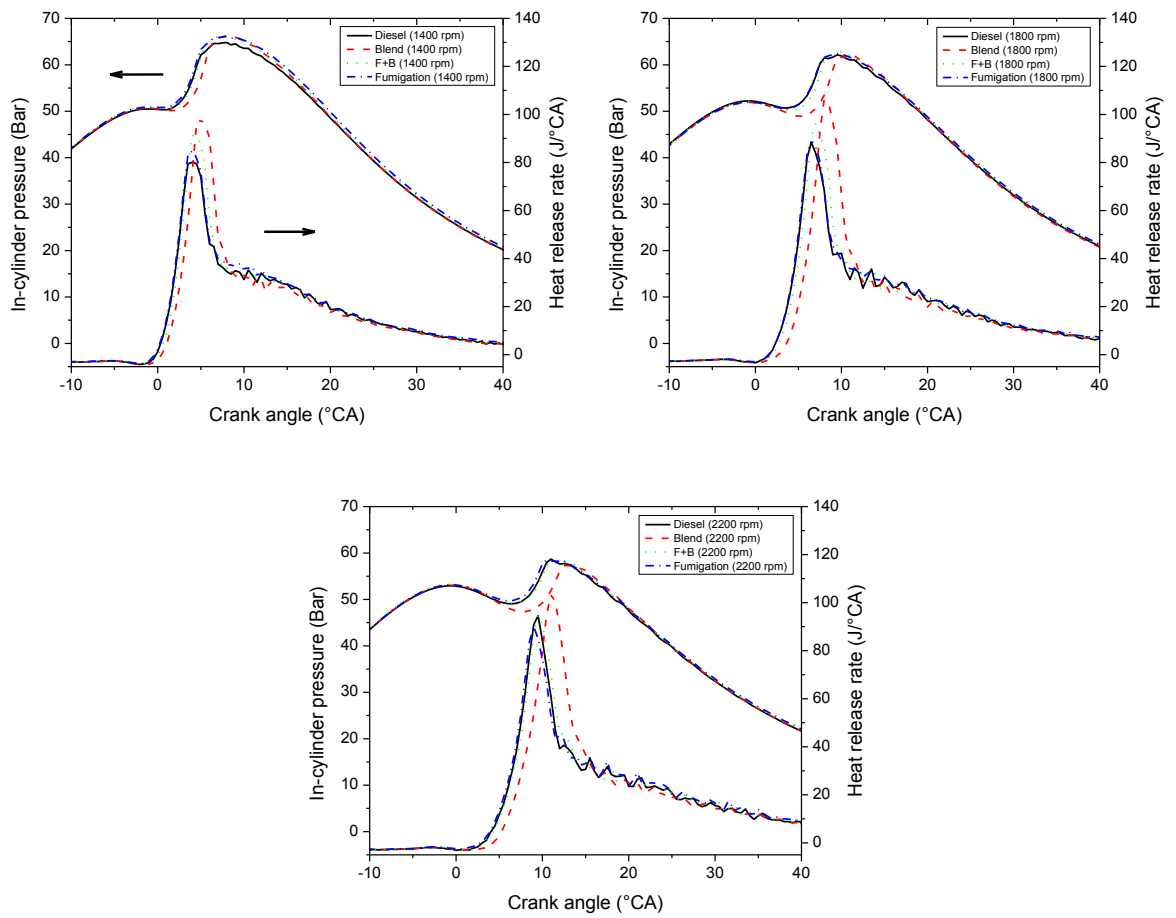 70
60
50
40
30
20
10
0
In-cylinder pressure (Bar)
140
120
100
80
60
40
20
0
Heat release rate (J/°CA)
Diesel (1400 rpm)
Blend (1400 rpm)
F+B (1400 rpm)
Fumigation (1400 rpm)
-10 0 10 20 30 40
Crank angle (°CA)
70
60
50
40
30
20
10
0
In-cylinder pressure (Bar)
140
120
100
80
60
40
20
0
Heat release rate (J/°CA)
Diesel (1800 rpm)
Blend (1800 rpm)
F+B (1800 rpm)
Fumigation (1800 rpm)
-10 0 10 20 30 40
Crank angle (°CA)
70
60
50
40
30
20
10
0
In-cylinder pressure (Bar)
140
120
100
80
60
40
20
0
Heat release rate (J/°CA)
Diesel (2200 rpm)
Blend (2200 rpm)
F+B (2200 rpm)
Fumigation (2200 rpm)
-10 0 10 20 30 40
Crank angle (°CA)